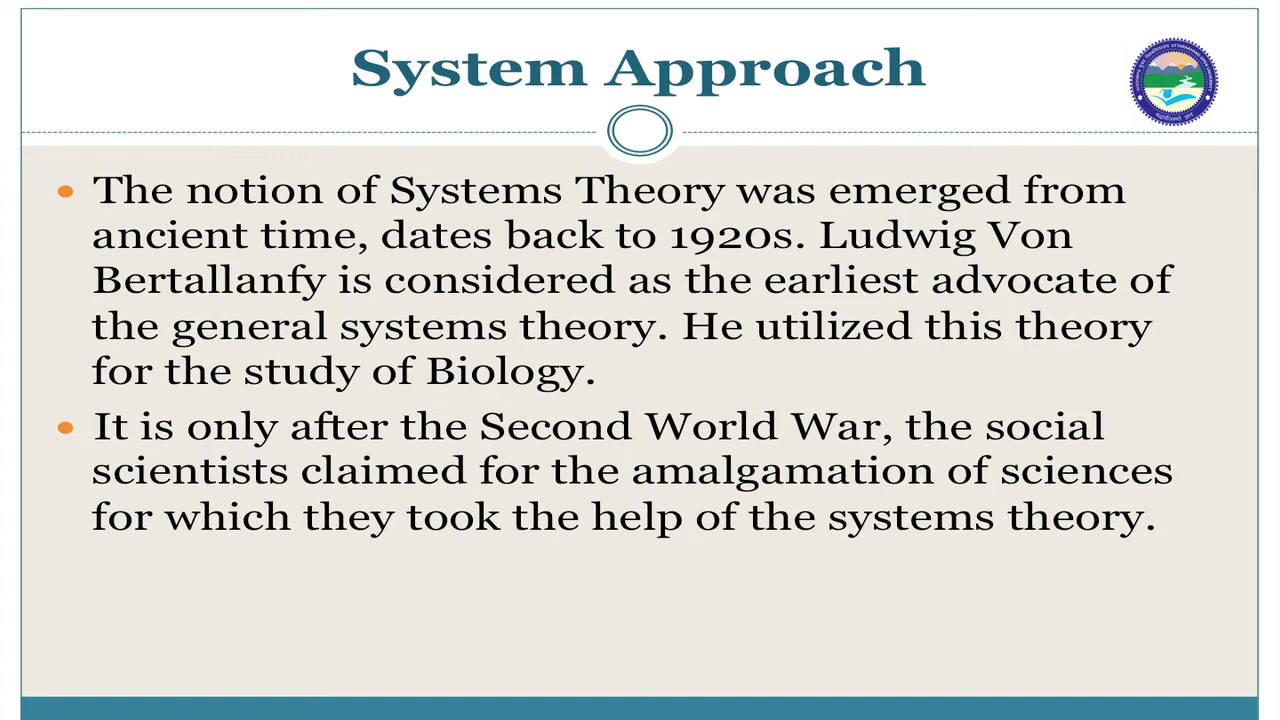 System Approach
• The notion of Systems Theory was emerged from
ancient time, dates back to 1920s. Ludwig Von
Bertallanfy is considered as the earliest advocate of
the general systems theory. He utilized this theory
for the study of Biology.
• It is only after the Second World War, the social
scientists claimed for the amalgamation of sciences
for which they took the help of the systems theory.